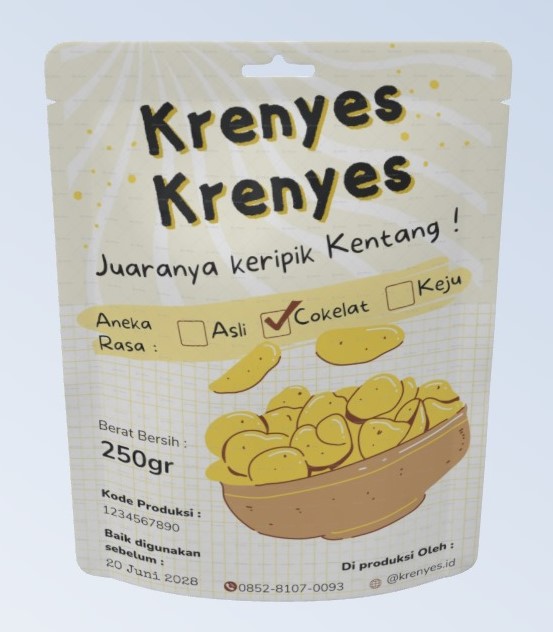 Krenyes
Krenyes
Juaranya keripik Kentang !
Aneka
Rasa :
Asli
Cokelat
Keju
Berat Bersih :
250gr
Kode Produksi :
1234567890
Baik digunakan
sebelum :
20 Juni 2028
0852-8107-0093
Di produksi Oleh :
@krenyes.id